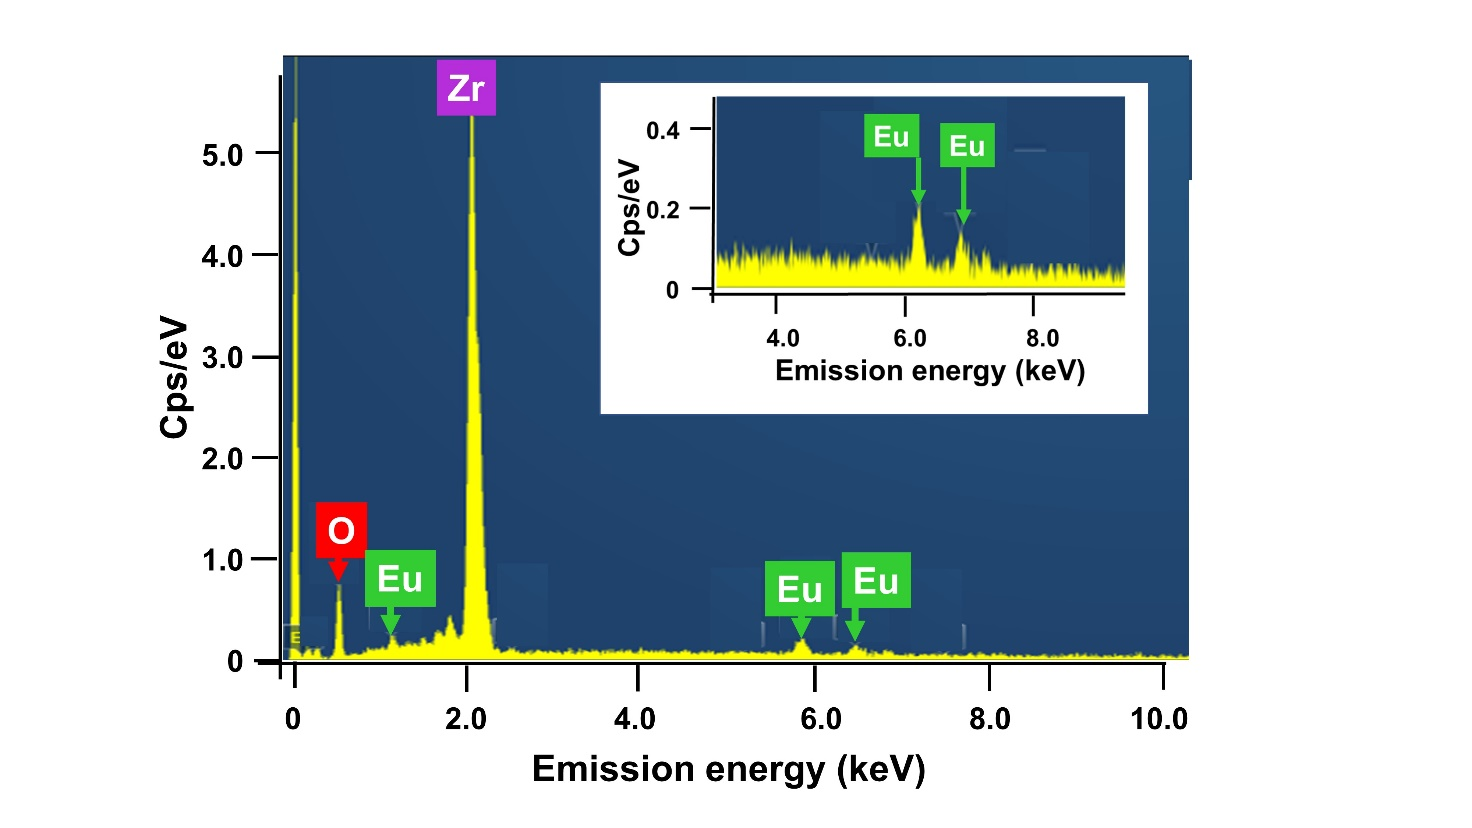 Zr
5.0
4.0
3.0
2.0
1.0
0
Cps/eV
O
Eu
Eu
Eu
E
0
2.0
4.0
6.0
8.0
10.0
Emission energy (keV)
Eu
Eu
0.4
0.2
0
Cps/eV
4.0
6.0
8.0
Emission energy (keV)